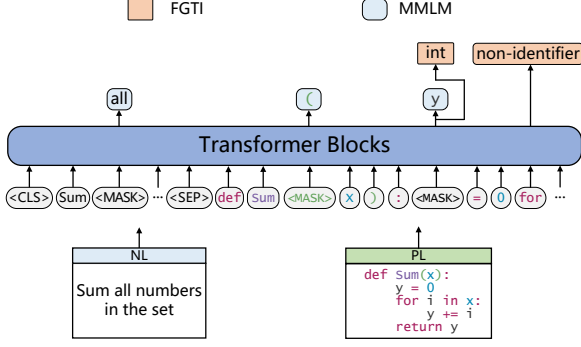 FGTI MMLM
int non-identifier
all ( y
Transformer Blocks
<CLS> Sum <MASK> ... <SEP> def Sum <MASK> x ) : <MASK> = 0 for ...
NL
Sum all numbers
in the set
PL
def Sum(x):
y = 0
for i in x:
y += i
return y